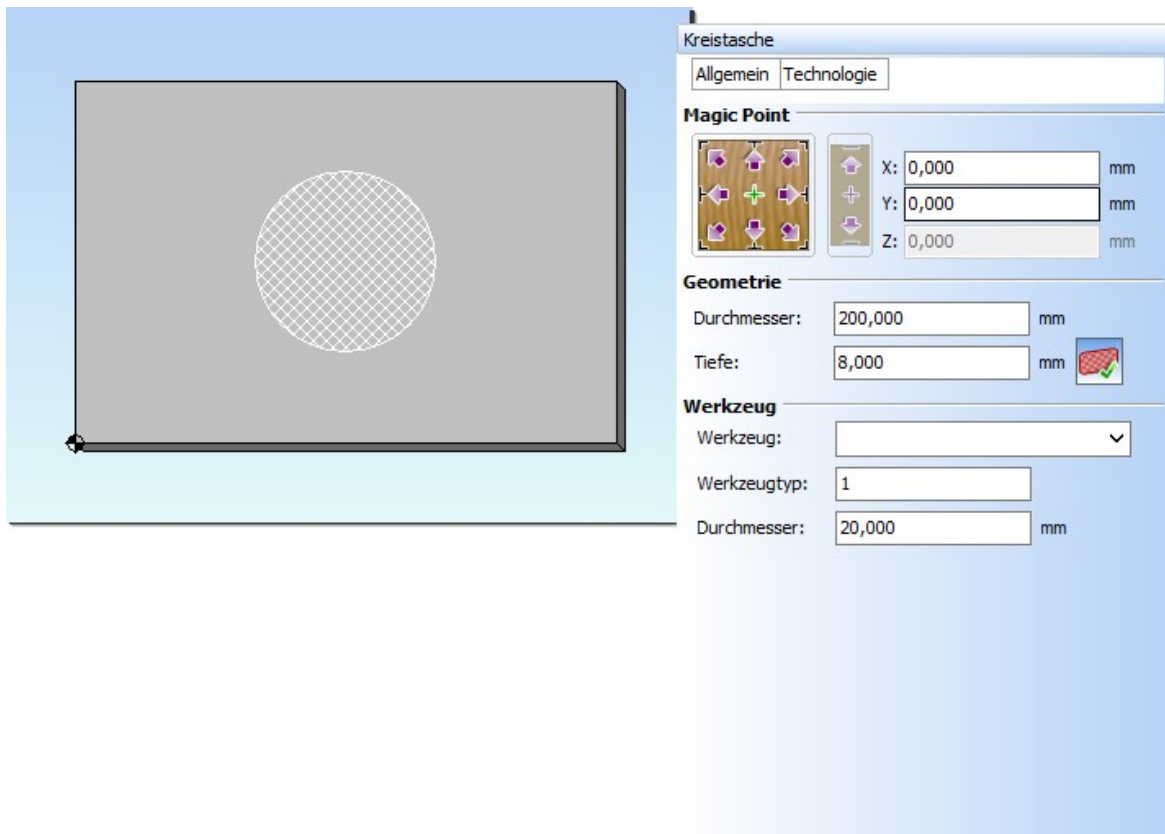 Kreistasche
Allgemein Technologie
Magic Point
X: 0,000 mm
Y: 0,000 mm
Z: 0,000 mm
Geometrie
Durchmesser: 200,000 mm
Tiefe: 8,000 mm
Werkzeug
Werkzeug:
Werkzeugtyp: 1
Durchmesser: 20,000 mm